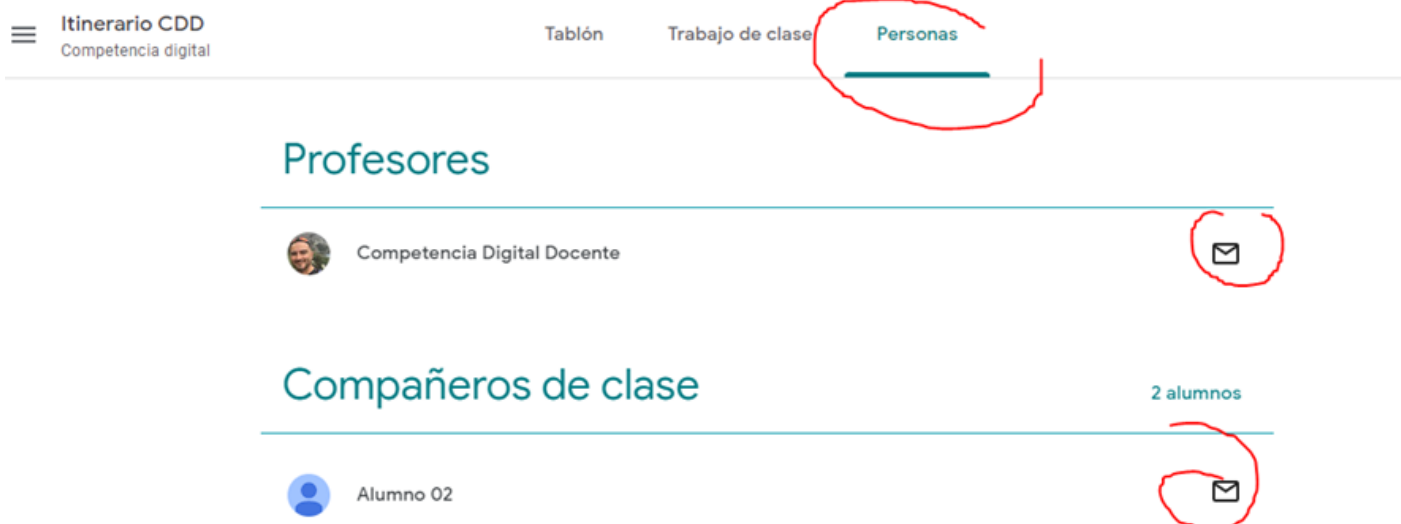 Itinerario CDD
Competencia digital
Tablón Trabajo de clase Personas
Profesores
Competencia Digital Docente
Compañeros de clase
2 alumnos
Alumno 02